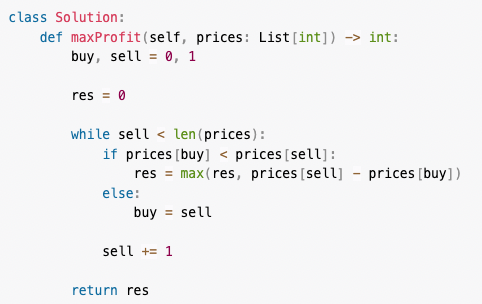 class Solution:
    def maxProfit(self, prices: List[int]) -> int:
        buy, sell = 0, 1
        res = 0
        while sell < len(prices):
            if prices[buy] < prices[sell]:
                res = max(res, prices[sell] - prices[buy])
            else:
                buy = sell
            sell += 1
        return res